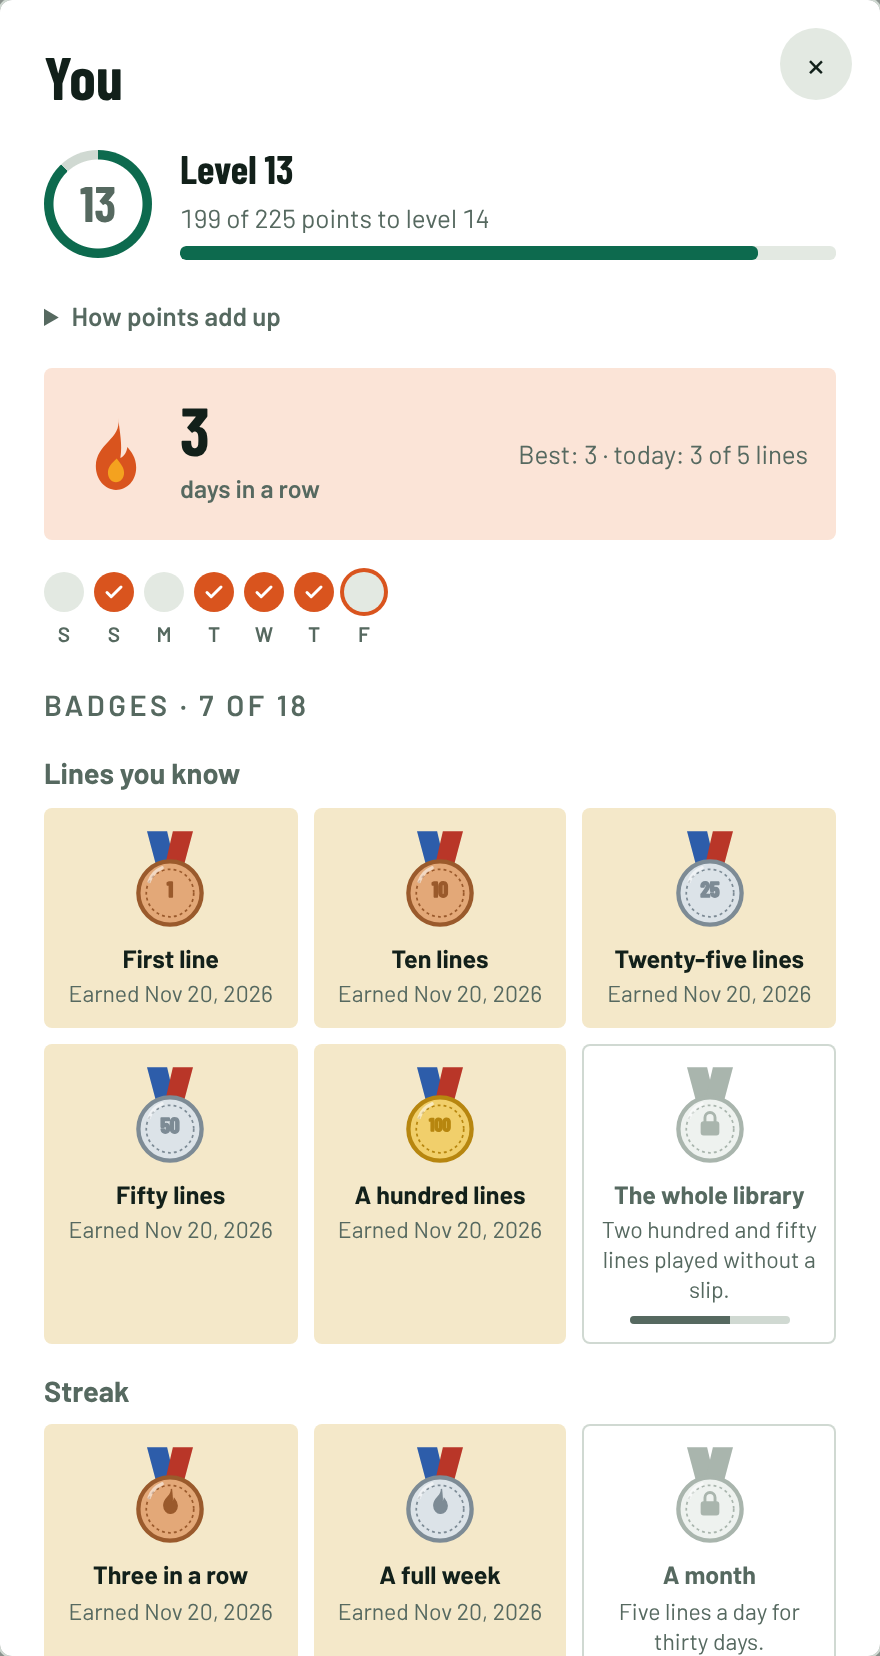 You
×
13
Level 13
199 of 225 points to level 14
How points add up
3
days in a row
Best: 3 · today: 3 of 5 lines
S S M T W T F
BADGES · 7 OF 18
Lines you know
1
First line
Earned Nov 20, 2026
10
Ten lines
Earned Nov 20, 2026
25
Twenty-five lines
Earned Nov 20, 2026
50
Fifty lines
Earned Nov 20, 2026
100
A hundred lines
Earned Nov 20, 2026
The whole library
Two hundred and fifty
lines played without a
slip.
Streak
Three in a row
Earned Nov 20, 2026
A full week
Earned Nov 20, 2026
A month
Five lines a day for
thirty days.